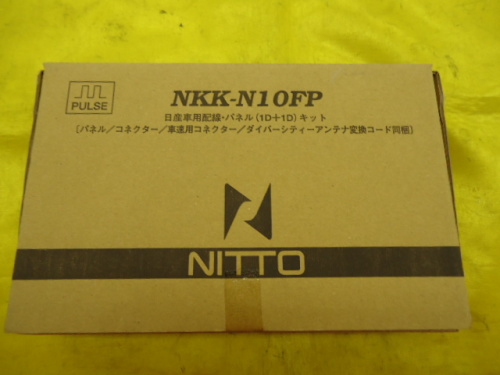 PULSE
NKK-N10FP
日産車用配線・パネル(1D+1D)キット
〔パネル／コネクター／車速用コネクター／ダイバーシティーアンテナ変換コード同梱〕
NITTO